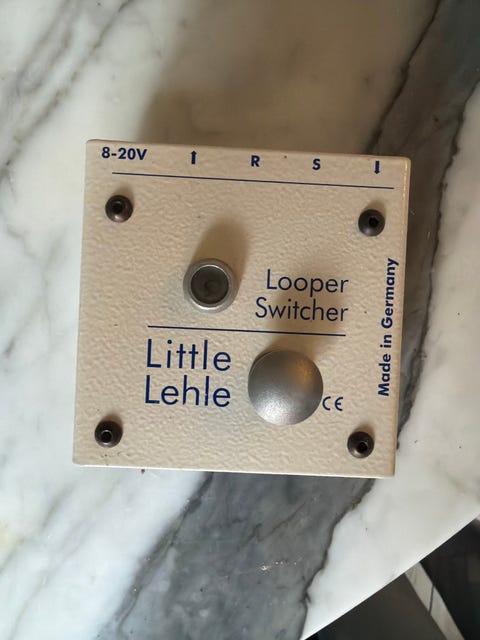 8-20V ⬆ R S ⬇
Looper
Switcher
Little
Lehle
CE
Made in Germany